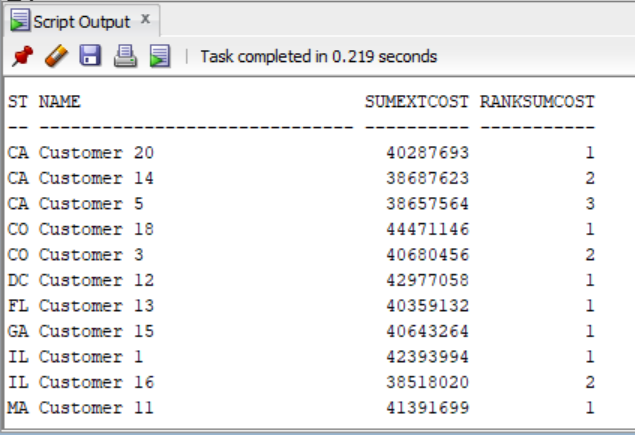 Script Output x
Task completed in 0.219 seconds
ST NAME SUMEXTCOST RANKSUMCOST
-- ------------------------------ ---------- -----------
CA Customer 20 40287693 1
CA Customer 14 38687623 2
CA Customer 5 38657564 3
CO Customer 18 44471146 1
CO Customer 3 40680456 2
DC Customer 12 42977058 1
FL Customer 13 40359132 1
GA Customer 15 40643264 1
IL Customer 1 42393994 1
IL Customer 16 38518020 2
MA Customer 11 41391699 1